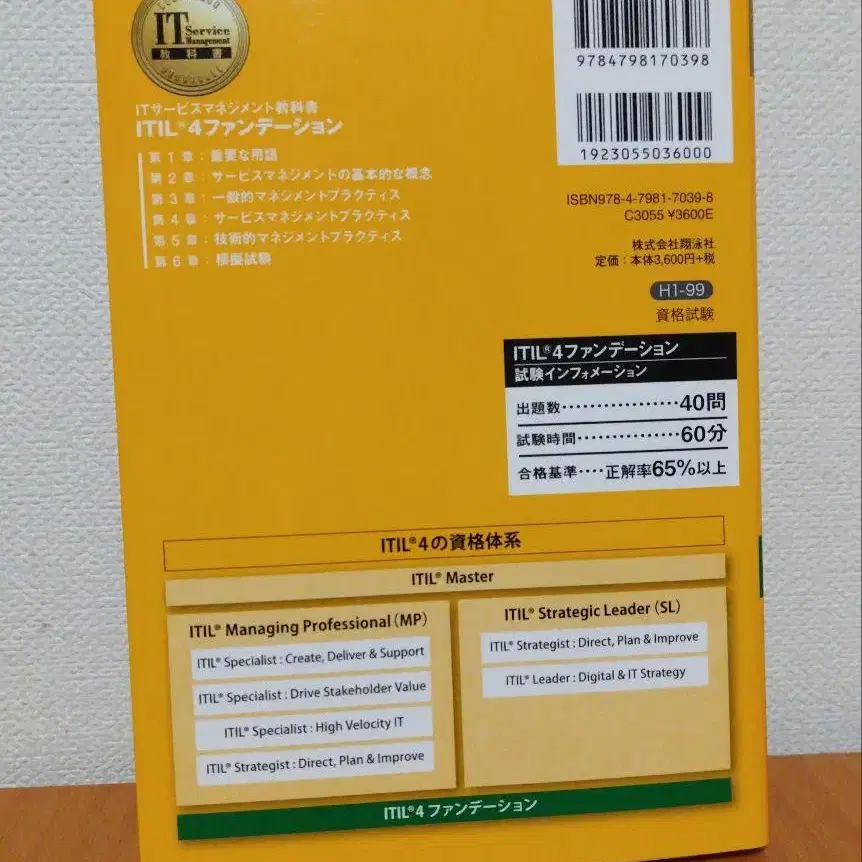 IT Service
Management
教科書
ITサービスマネジメント教科書
ITIL®4ファンデーション
第1章：重要な用語
第2章：サービスマネジメントの基本的な概念
第3章：一般的マネジメントプラクティス
第4章：サービスマネジメントプラクティス
第5章：技術的マネジメントプラクティス
第6章：模擬試験
9784798170398
1923055036000
ISBN978-4-7981-7039-8
C3055 ¥3600E
株式会社翔泳社
定価：本体3,600円+税
H1-99
資格試験
ITIL®4ファンデーション
試験インフォメーション
出題数･････････････････40問
試験時間･･･････････････60分
合格基準････正解率65%以上
ITIL®4の資格体系
ITIL® Master
ITIL® Managing Professional（MP）
ITIL® Specialist : Create, Deliver & Support
ITIL® Specialist : Drive Stakeholder Value
ITIL® Specialist : High Velocity IT
ITIL® Strategist : Direct, Plan & Improve
ITIL® Strategic Leader（SL）
ITIL® Strategist : Direct, Plan & Improve
ITIL® Leader : Digital & IT Strategy
ITIL®4 ファンデーション